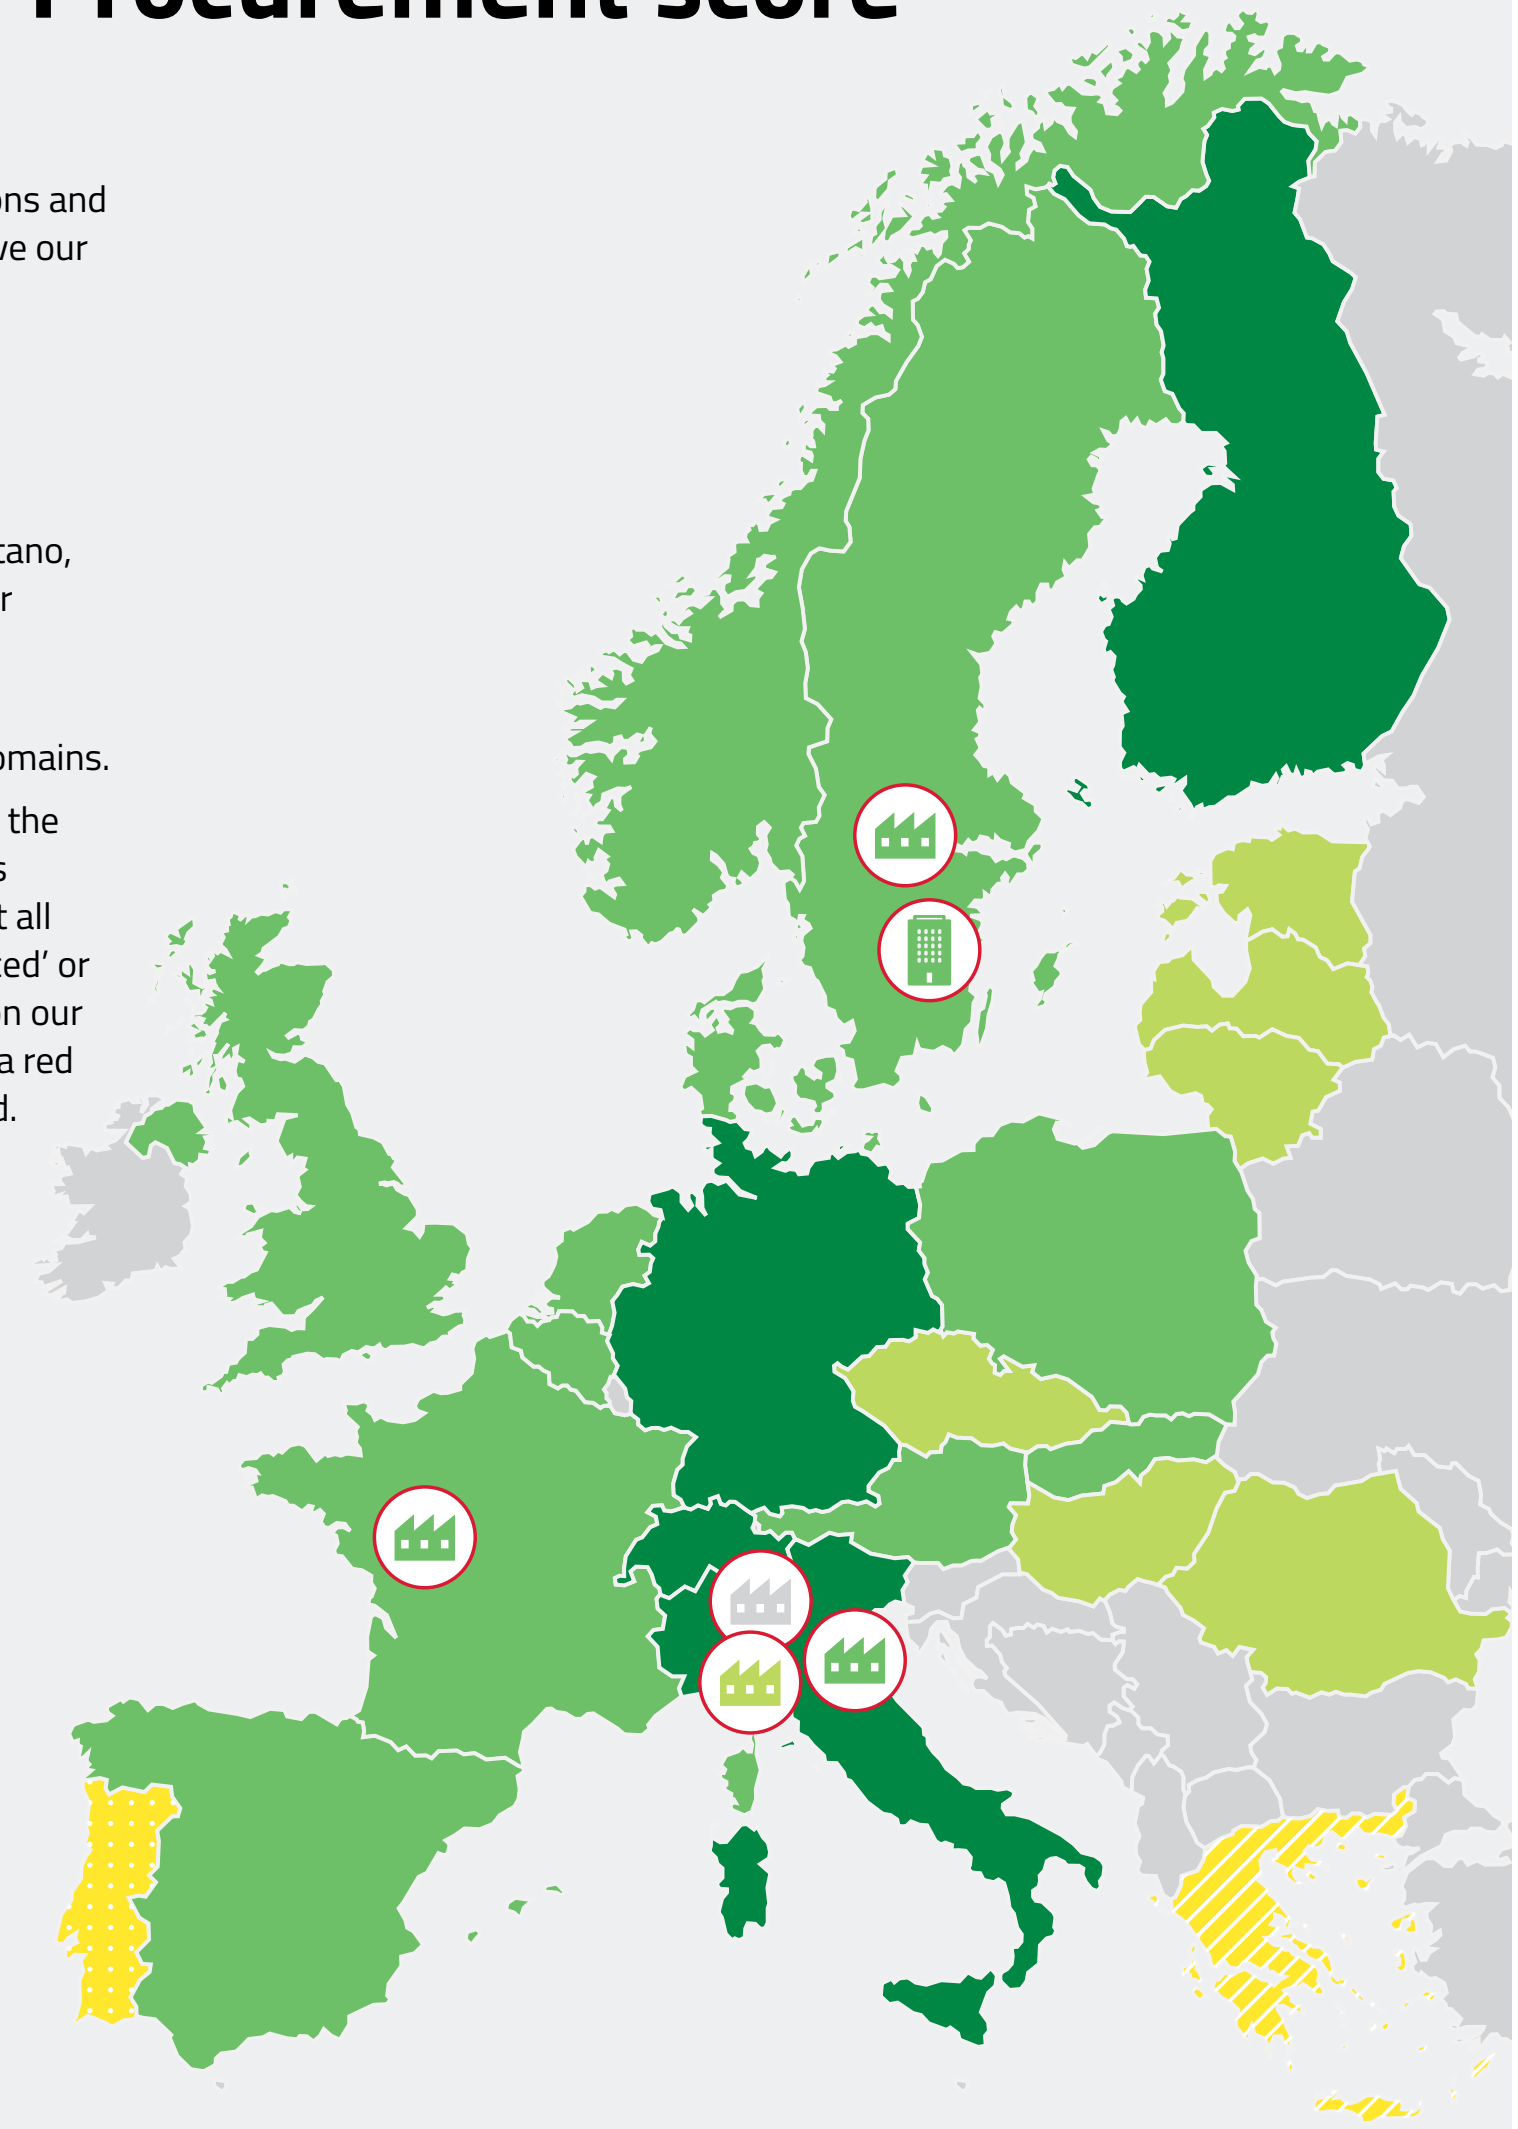 Procurement score
ons and
ve our
tano,
r
omains.
the
s
t all
ted' or
on our
a red
d.